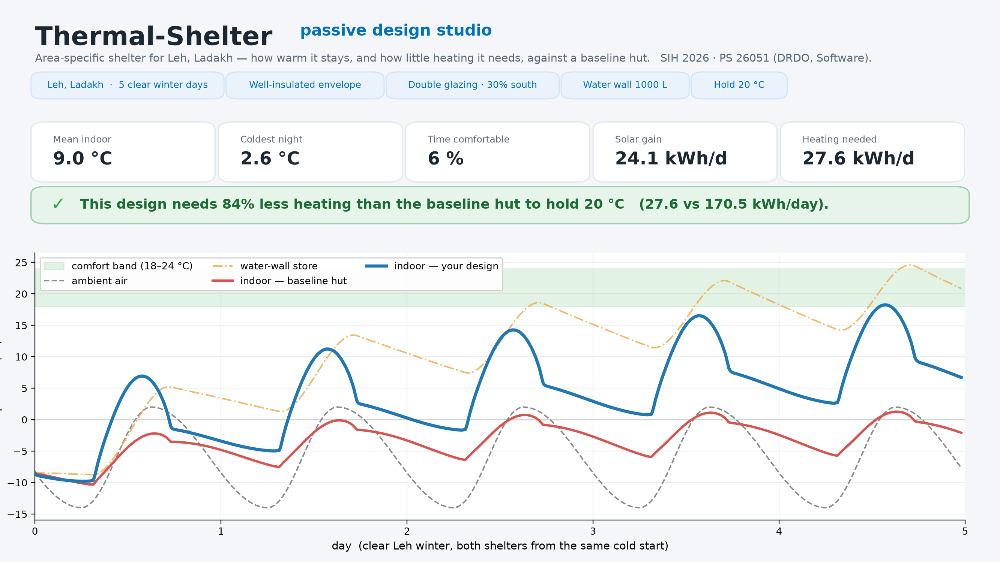 Thermal-Shelter passive design studio
Area-specific shelter for Leh, Ladakh — how warm it stays, and how little heating it needs, against a baseline hut. SIH 2026 · PS 26051 (DRDO, Software).
Leh, Ladakh · 5 clear winter days
Well-insulated envelope
Double glazing · 30% south
Water wall 1000 L
Hold 20 °C
Mean indoor
9.0 °C
Coldest night
2.6 °C
Time comfortable
6 %
Solar gain
24.1 kWh/d
Heating needed
27.6 kWh/d
✓ This design needs 84% less heating than the baseline hut to hold 20 °C (27.6 vs 170.5 kWh/day).
comfort band (18–24 °C)
ambient air
water-wall store
indoor — baseline hut
indoor — your design
25
20
15
10
5
0
−5
−10
−15
0 1 2 3 4 5
day (clear Leh winter, both shelters from the same cold start)